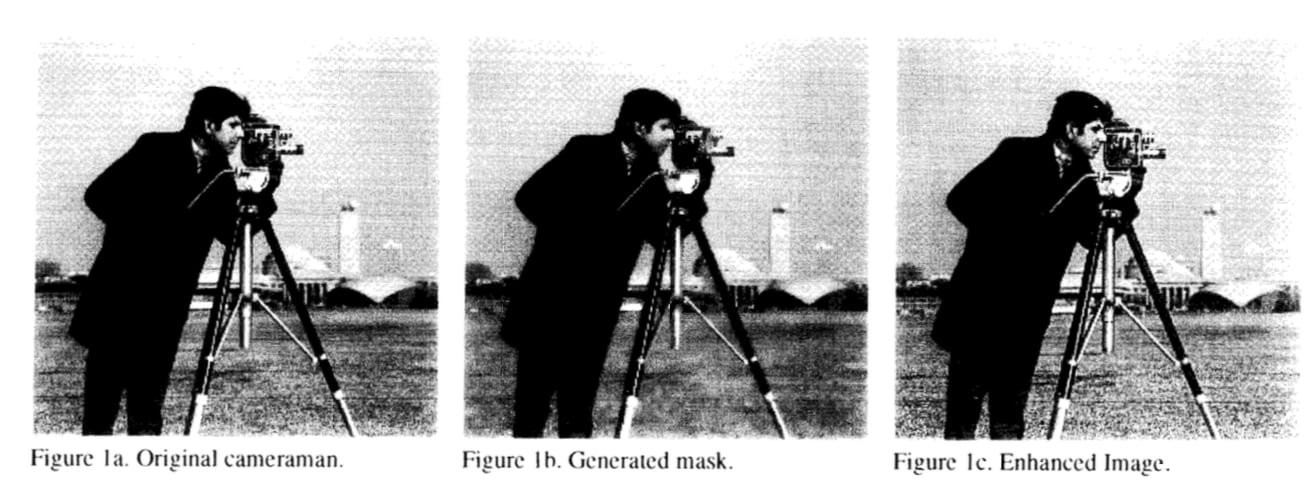 Figure 1a. Original cameraman.
Figure 1b. Generated mask.
Figure 1c. Enhanced Image.